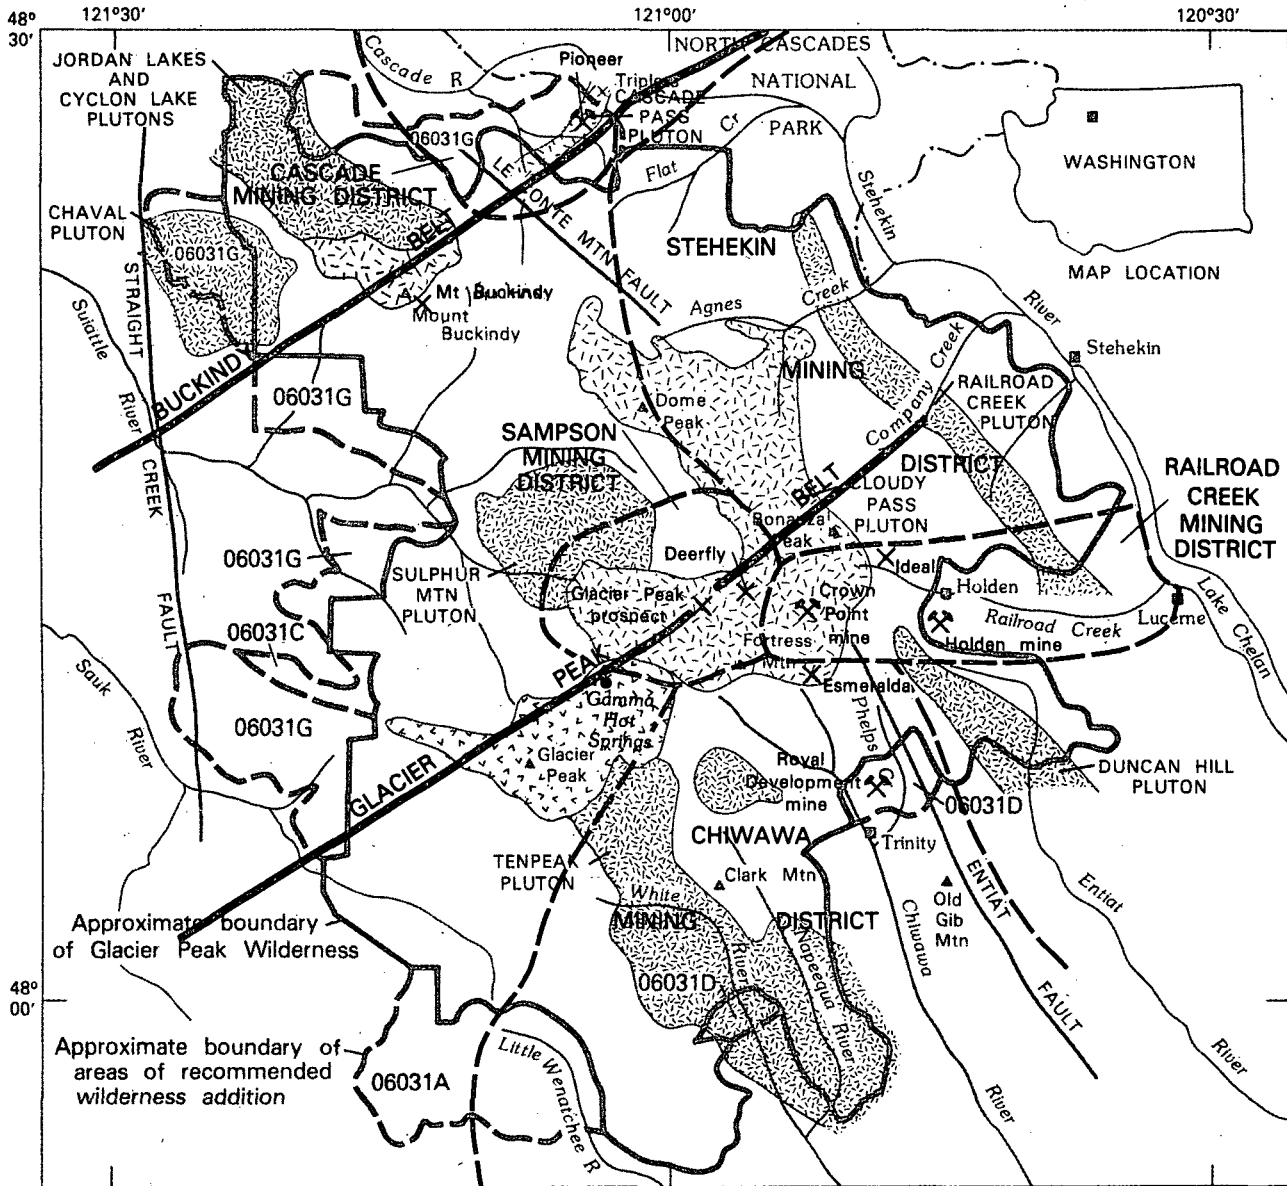 48°
30'
121°30'
121°00'
120°30'
JORDAN LAKES
AND
CYCLON LAKE
PLUTONS
Cascade R
Pioneer
NORTH CASCADES
NATIONAL
PARK
CASCADE
PASS
PLUTON
06031G
Flat Cr
LE CONTE MTN FAULT
CASCADE
MINING DISTRICT
WASHINGTON
MAP LOCATION
CHAVAL
PLUTON
06031G
BUCKINDY BELT
STEHEKIN
MINING
DISTRICT
Stehekin
River
Stehekin
Agnes Creek
Mt Buckindy
Mount
Buckindy
Suiattle
River
STRAIGHT
CREEK
FAULT
06031G
Dome
Peak
Company Creek
RAILROAD
CREEK
PLUTON
SAMPSON
MINING
DISTRICT
RAILROAD
CREEK
MINING
DISTRICT
CLOUDY
PASS
PLUTON
Bonanza
Peak
06031G
Deerfly
Ideal
SULPHUR
MTN
PLUTON
Glacier Peak
prospect
Crown
Point
mine
Holden
Railroad Creek
Lucerne
Lake Chelan
Holden mine
06031C
Fortress
Mtn
Esmeralda
GLACIER PEAK BELT
Sauk
River
06031G
Gamma
Hot
Springs
Glacier
Peak
Phelps
Cr
Royal
Development
mine
06031D
DUNCAN HILL
PLUTON
CHIWAWA
MINING DISTRICT
Trinity
TENPEAK
PLUTON
Clark Mtn
White
River
Old
Gib
Mtn
ENTIAT
FAULT
Entiat
River
Approximate boundary
of Glacier Peak Wilderness
Chiwawa
River
Napeequa
River
06031D
48°
00'
Approximate boundary of
areas of recommended
wilderness addition
06031A
Little Wenatchee R